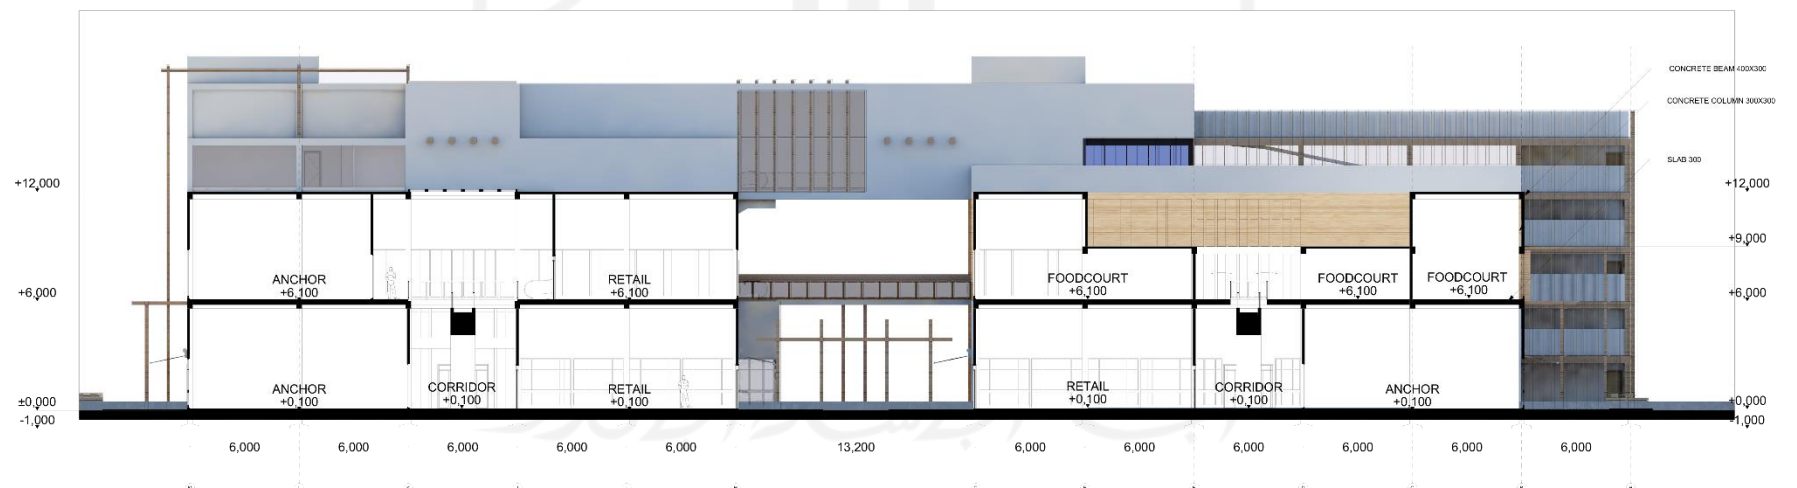 CONCRETE BEAM 400X300
CONCRETE COLUMN 300X300
SLAB 300
+12,000
+12,000
+9,000
ANCHOR
+6,100
RETAIL
+6,100
FOODCOURT
+6,100
FOODCOURT
+6,100
FOODCOURT
+6,100
+6,000
+6,000
ANCHOR
+0,100
CORRIDOR
+0,100
RETAIL
+0,100
RETAIL
+0,100
CORRIDOR
+0,100
ANCHOR
+0,100
±0,000
-1,000
±0,000
-1,000
6,000 6,000 6,000 6,000 6,000 13,200 6,000 6,000 6,000 6,000 6,000 6,000